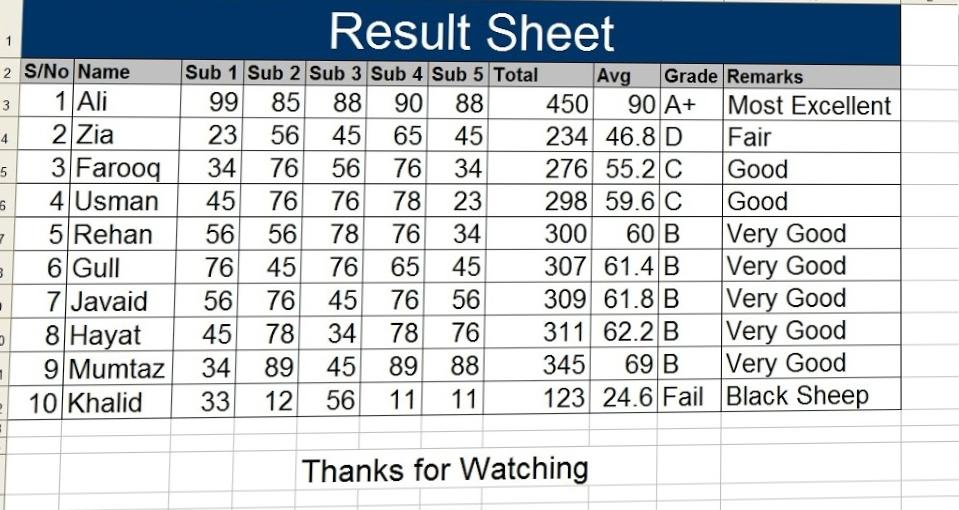 Result Sheet
1
2 S/No Name Sub 1 Sub 2 Sub 3 Sub 4 Sub 5 Total Avg Grade Remarks
3 1 Ali 99 85 88 90 88 450 90 A+ Most Excellent
4 2 Zia 23 56 45 65 45 234 46.8 D Fair
5 3 Farooq 34 76 56 76 34 276 55.2 C Good
6 4 Usman 45 76 76 78 23 298 59.6 C Good
7 5 Rehan 56 56 78 76 34 300 60 B Very Good
6 Gull 76 45 76 65 45 307 61.4 B Very Good
7 Javaid 56 76 45 76 56 309 61.8 B Very Good
8 Hayat 45 78 34 78 76 311 62.2 B Very Good
9 Mumtaz 34 89 45 89 88 345 69 B Very Good
10 Khalid 33 12 56 11 11 123 24.6 Fail Black Sheep
Thanks for Watching